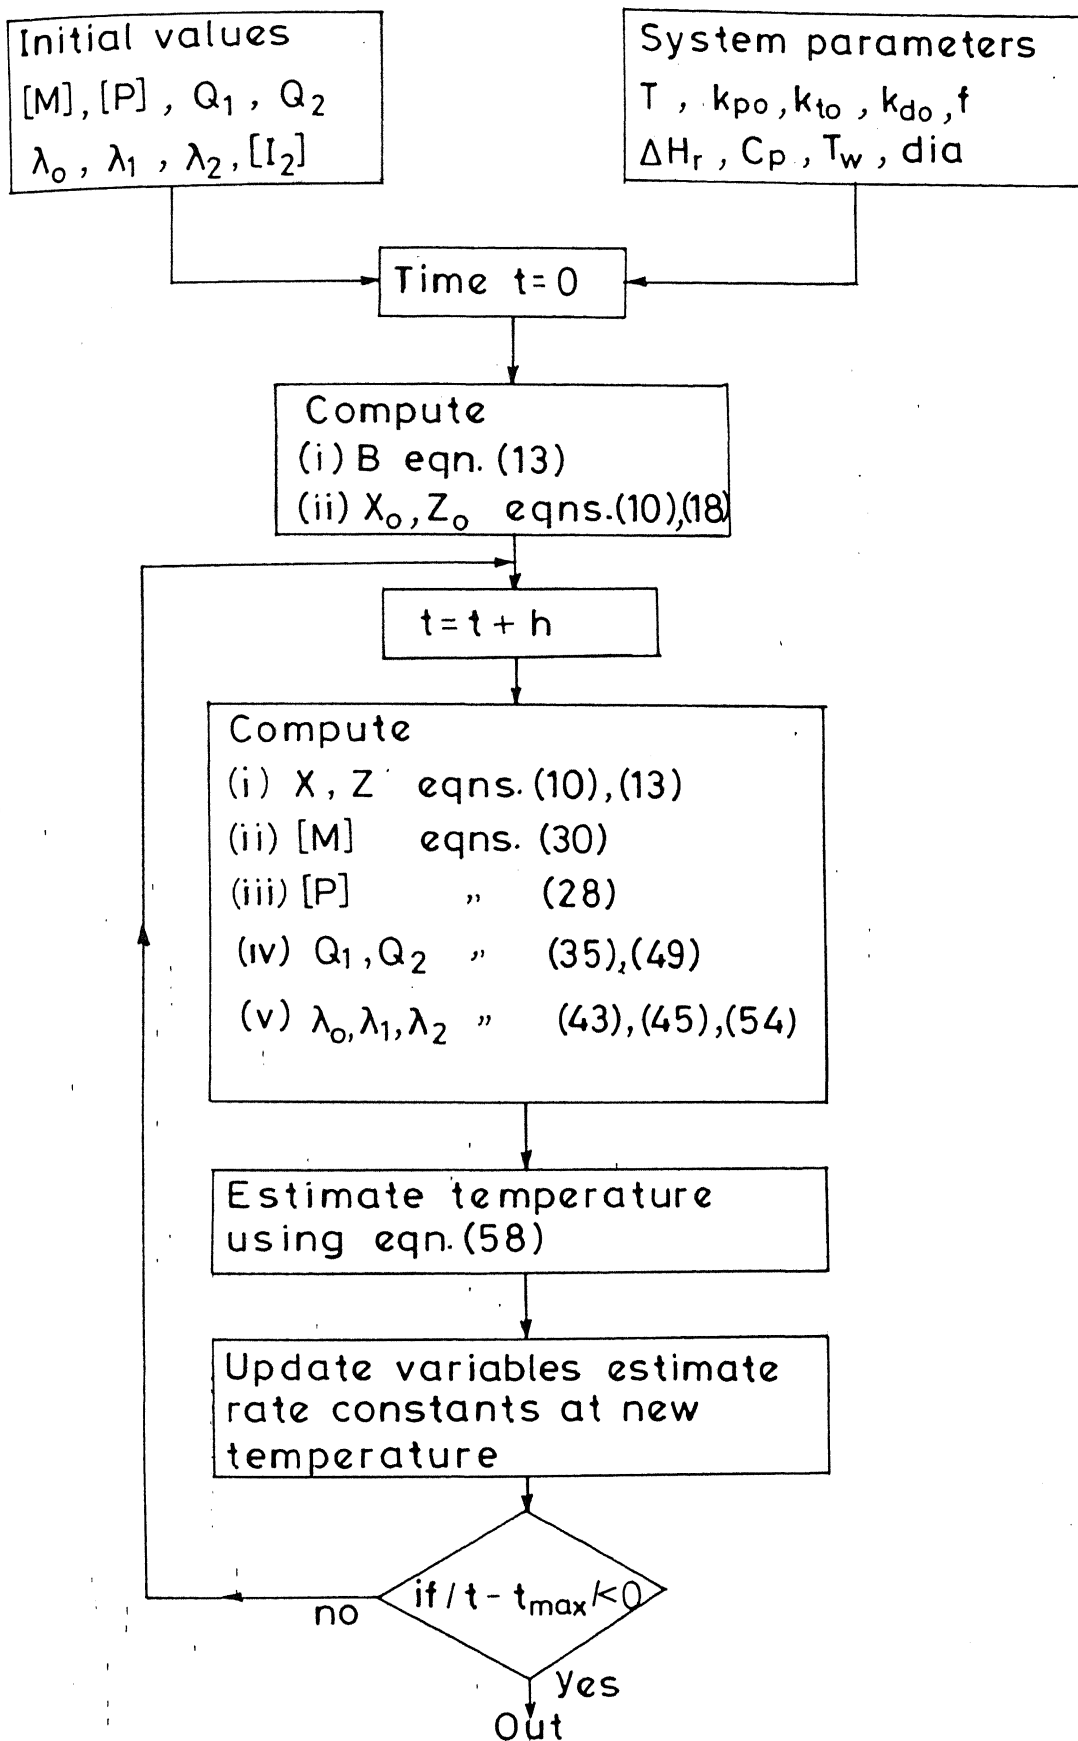 Initial values
[M], [P] , Q₁ , Q₂
λₒ , λ₁ , λ₂ , [I₂]
System parameters
T , kₚₒ , kₜₒ , k_do , f
ΔHᵣ , Cp , T_w , dia
Time t=0
Compute
(i) B eqn. (13)
(ii) Xₒ , Zₒ eqns.(10),(18)
t = t + h
Compute
(i) X , Z eqns. (10),(13)
(ii) [M] eqns. (30)
(iii) [P] „ (28)
(iv) Q₁ ,Q₂ „ (35),(49)
(v) λₒ,λ₁,λ₂ „ (43),(45),(54)
Estimate temperature
using eqn.(58)
Update variables estimate
rate constants at new
temperature
if / t - t_max /<0
no
yes
Out